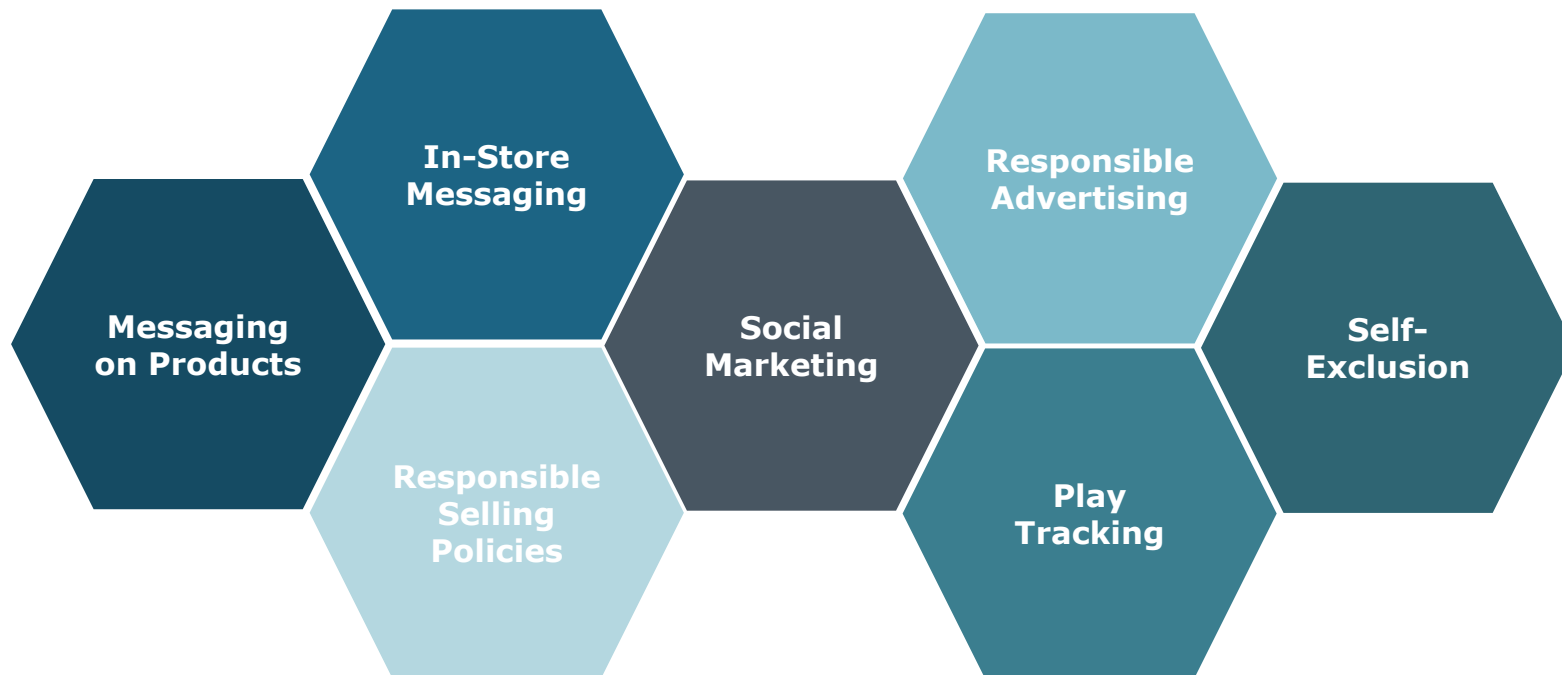 Messaging
on Products
In-Store
Messaging
Responsible
Selling
Policies
Social
Marketing
Responsible
Advertising
Play
Tracking
Self-
Exclusion